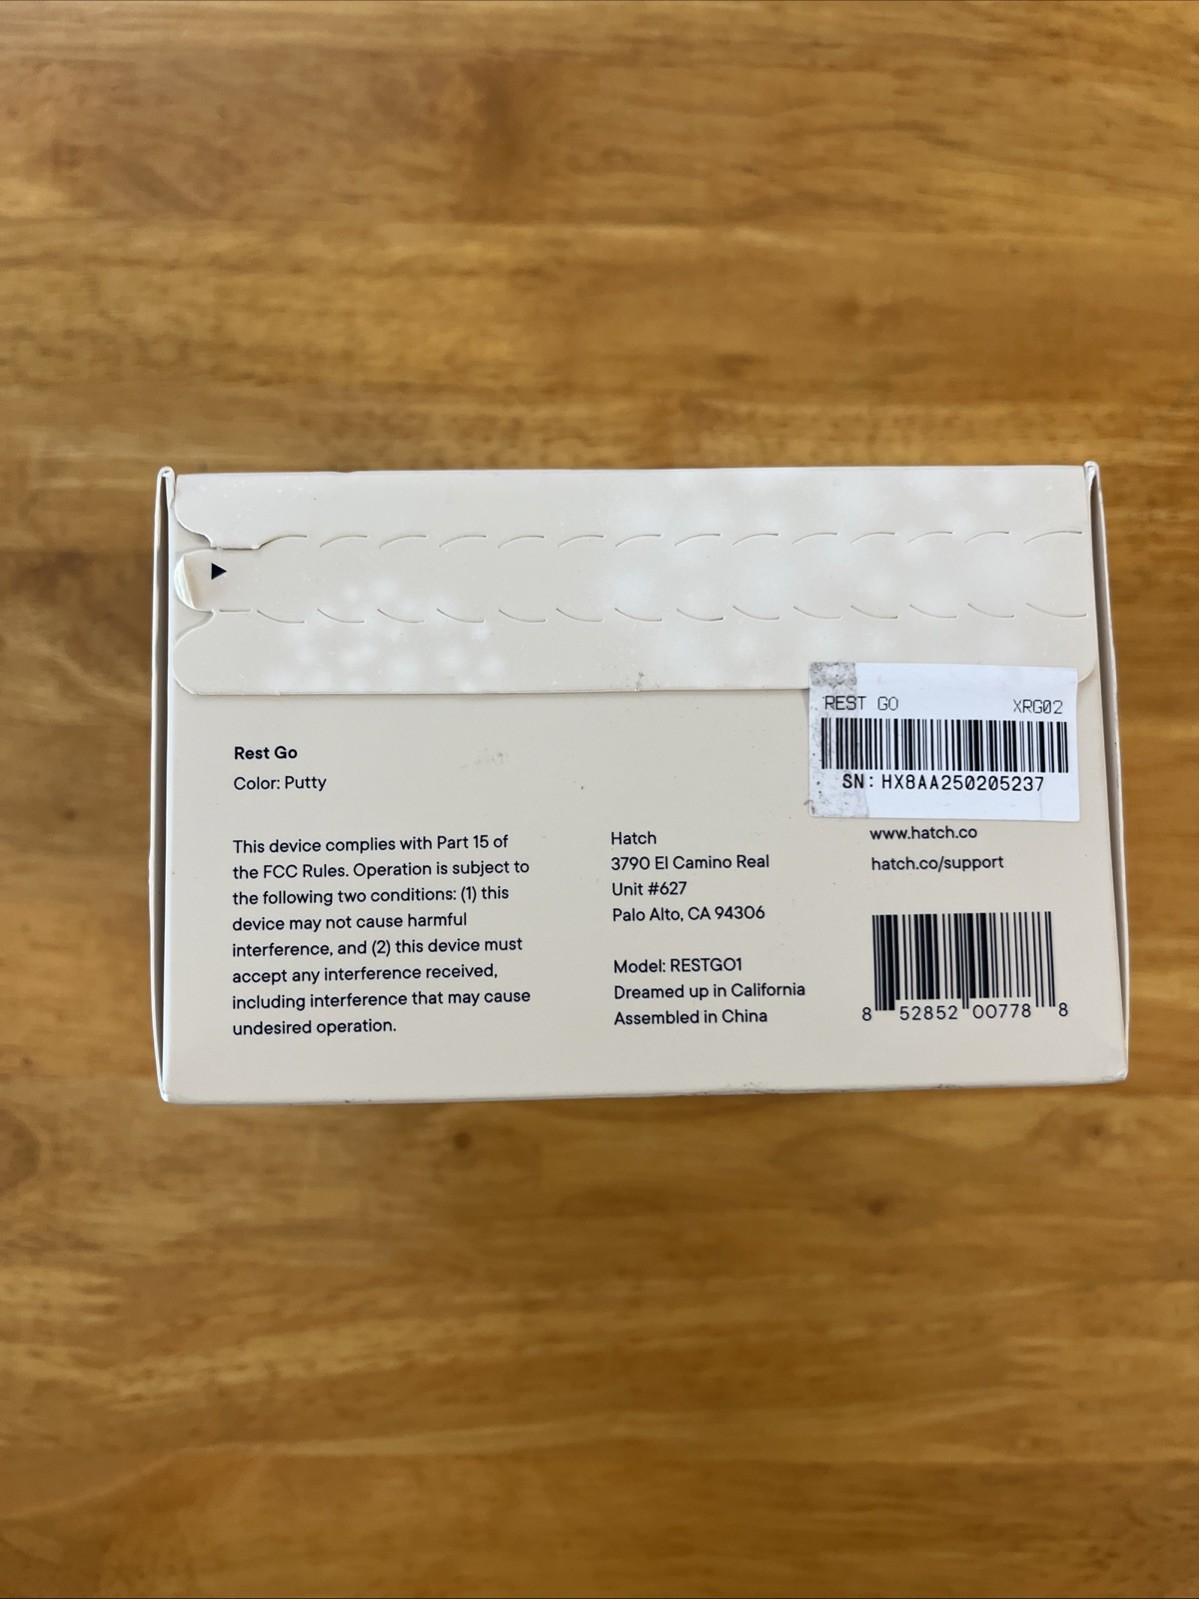 REST GO XRG02
SN: HX8AA250205237
Rest Go
Color: Putty
This device complies with Part 15 of
the FCC Rules. Operation is subject to
the following two conditions: (1) this
device may not cause harmful
interference, and (2) this device must
accept any interference received,
including interference that may cause
undesired operation.
Hatch
3790 El Camino Real
Unit #627
Palo Alto, CA 94306
Model: RESTGO1
Dreamed up in California
Assembled in China
www.hatch.co
hatch.co/support
8 52852 00778 8